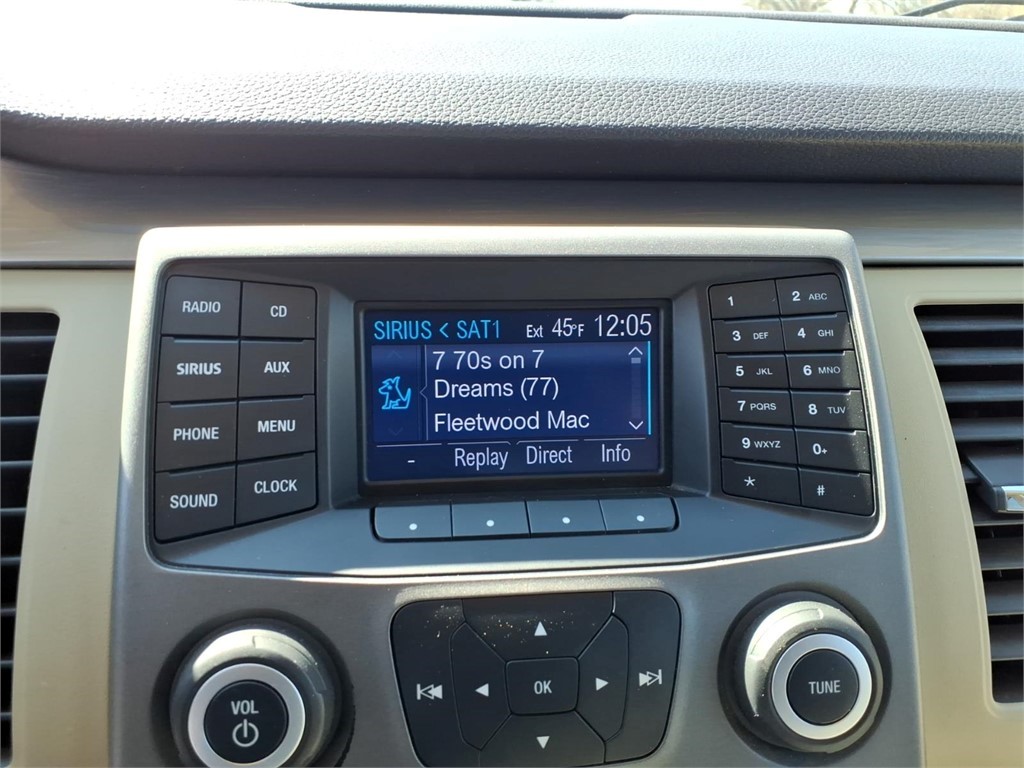 RADIO CD
SIRIUS AUX
PHONE MENU
SOUND CLOCK
SIRIUS < SAT1 Ext 45°F 12:05
7 70s on 7
Dreams (77)
Fleetwood Mac
- Replay Direct Info
1 2 ABC
3 DEF 4 GHI
5 JKL 6 MNO
7 PQRS 8 TUV
9 WXYZ 0+
* #
VOL
OK
TUNE